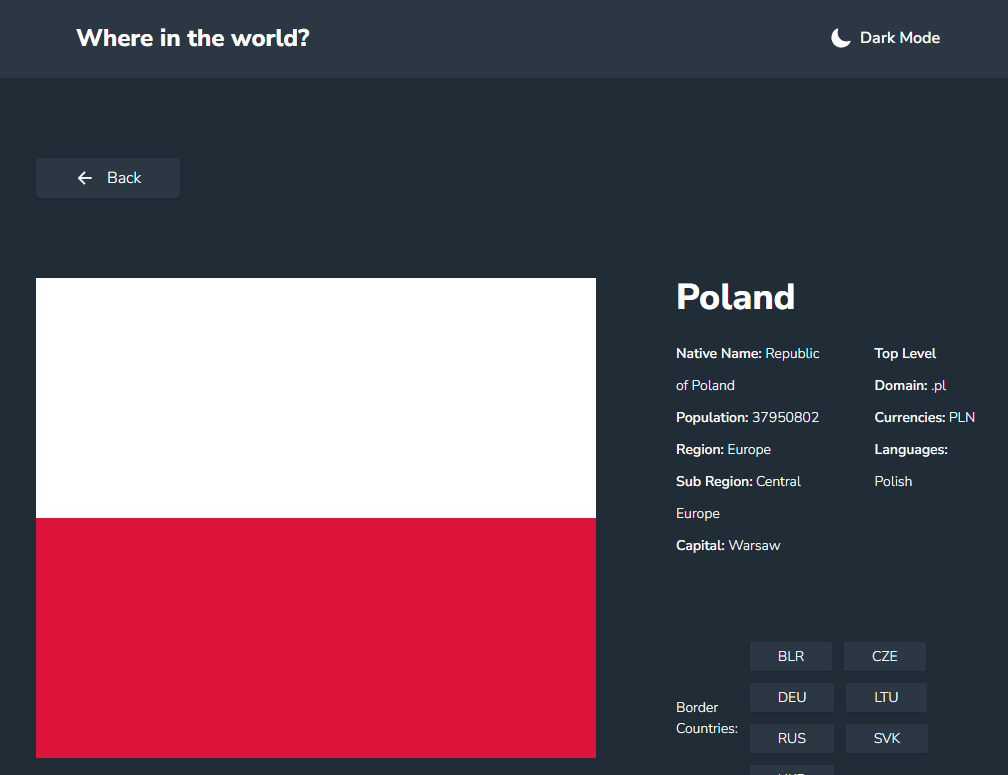 Where in the world?
Dark Mode
Back
Poland
Native Name: Republic
of Poland
Population: 37950802
Region: Europe
Sub Region: Central
Europe
Capital: Warsaw
Top Level
Domain: .pl
Currencies: PLN
Languages:
Polish
Border
Countries:
BLR CZE
DEU LTU
RUS SVK